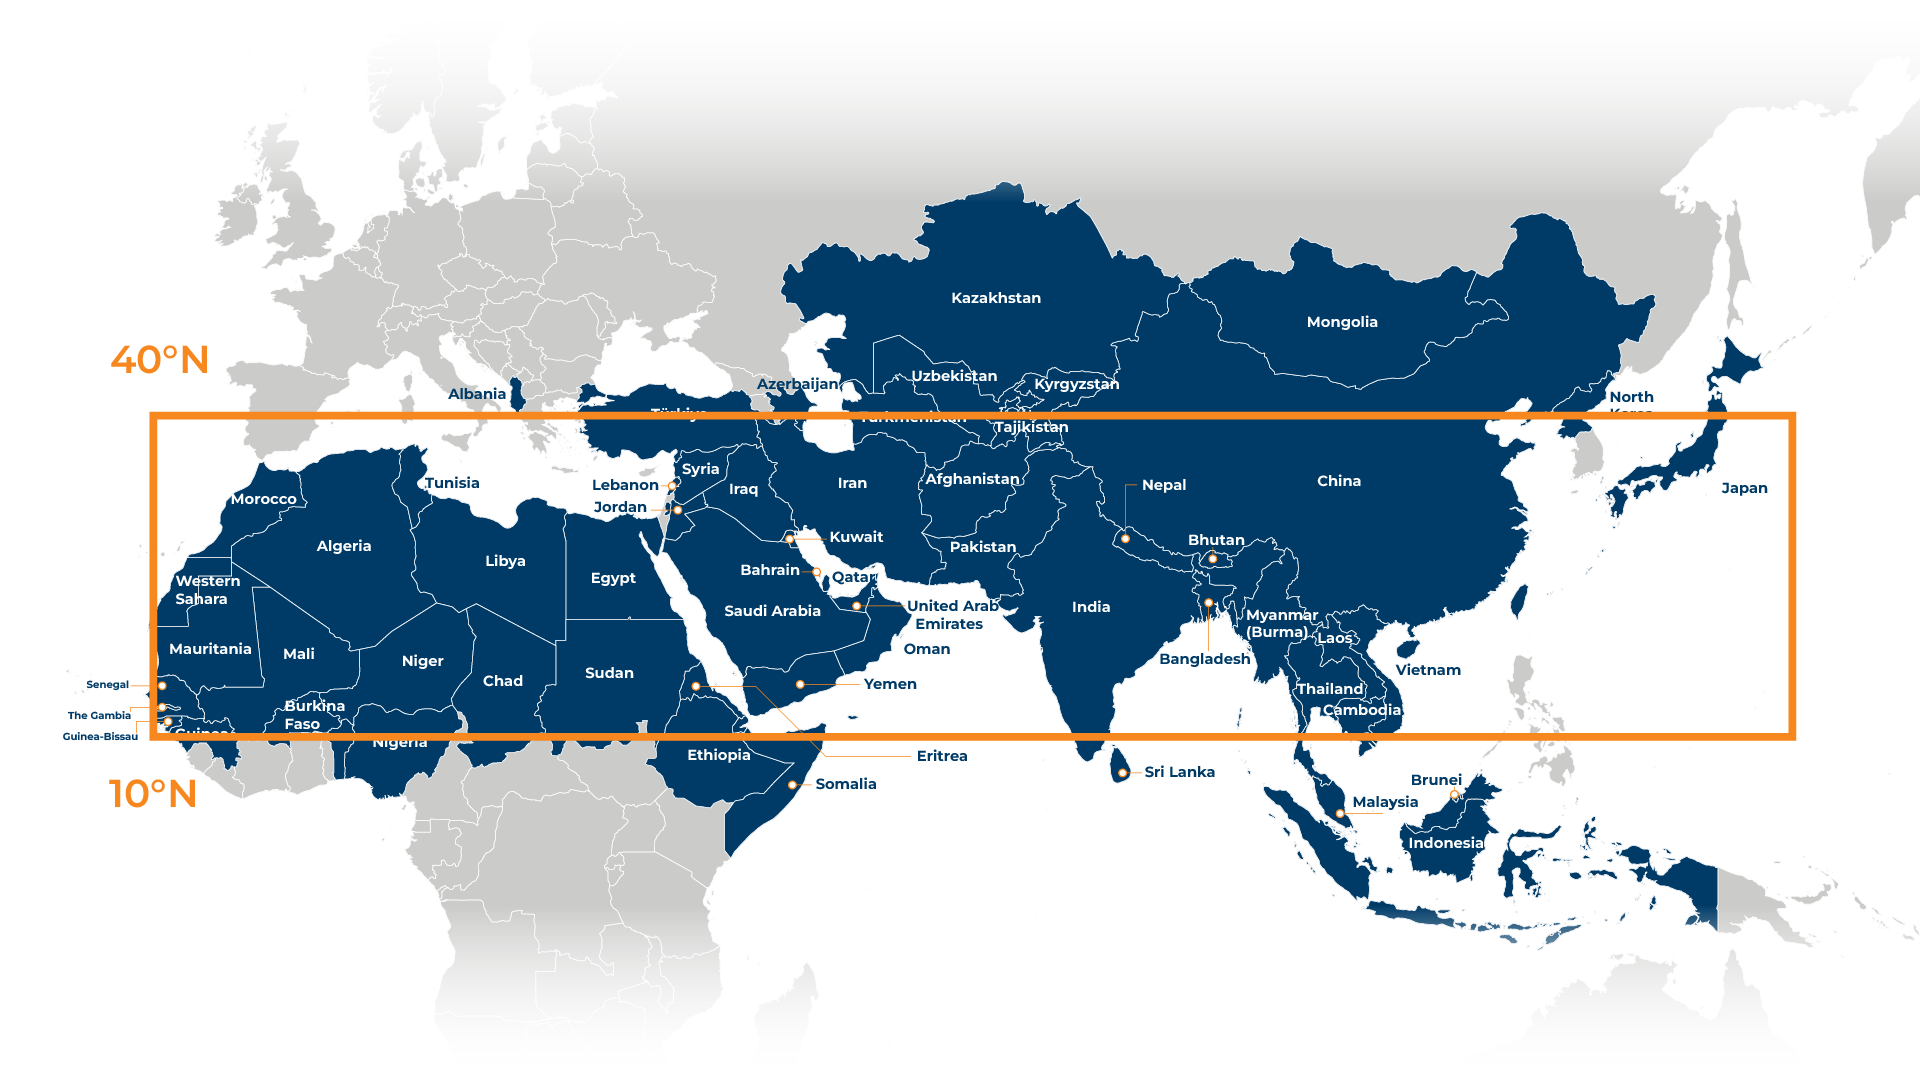 Kazakhstan
Mongolia
40°N
Uzbekistan
Kyrgyzstan
Azerbaijan
Albania
North
Korea
Türkiye
Turkmenistan
Tajikistan
Syria
Lebanon
Iraq
Iran
Afghanistan
China
Nepal
Japan
Tunisia
Morocco
Jordan
Kuwait
Algeria
Pakistan
Bhutan
Libya
Egypt
Bahrain
Qatar
Western
Sahara
Saudi Arabia
United Arab
Emirates
India
Myanmar
(Burma)
Laos
Mauritania
Mali
Niger
Oman
Bangladesh
Vietnam
Chad
Sudan
Senegal
Yemen
Thailand
Cambodia
The Gambia
Burkina
Faso
Guinea-Bissau
Guinea
Nigeria
Ethiopia
Eritrea
Somalia
Sri Lanka
10°N
Brunei
Malaysia
Indonesia